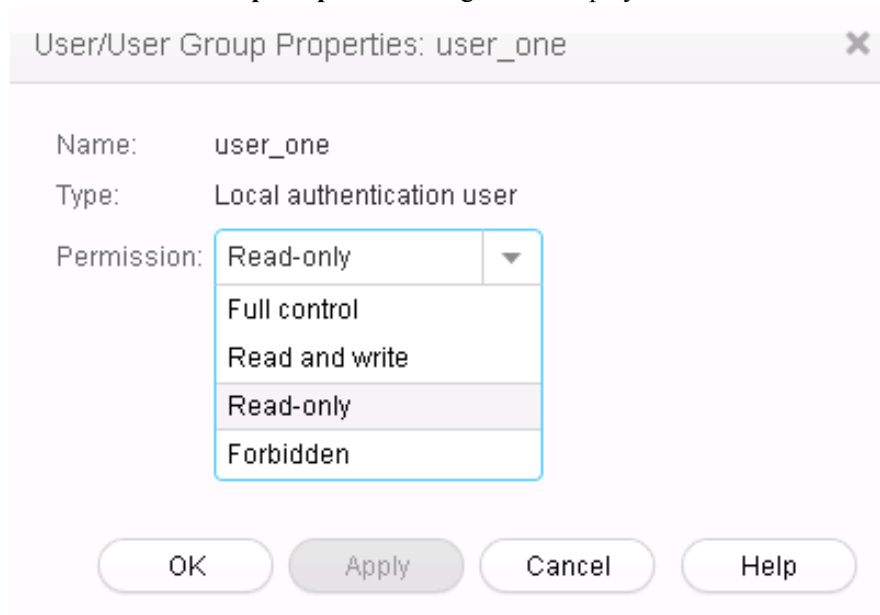 User/User Group Properties: user_one
Name: user_one
Type: Local authentication user
Permission: Read-only
Full control
Read and write
Read-only
Forbidden
OK Apply Cancel Help